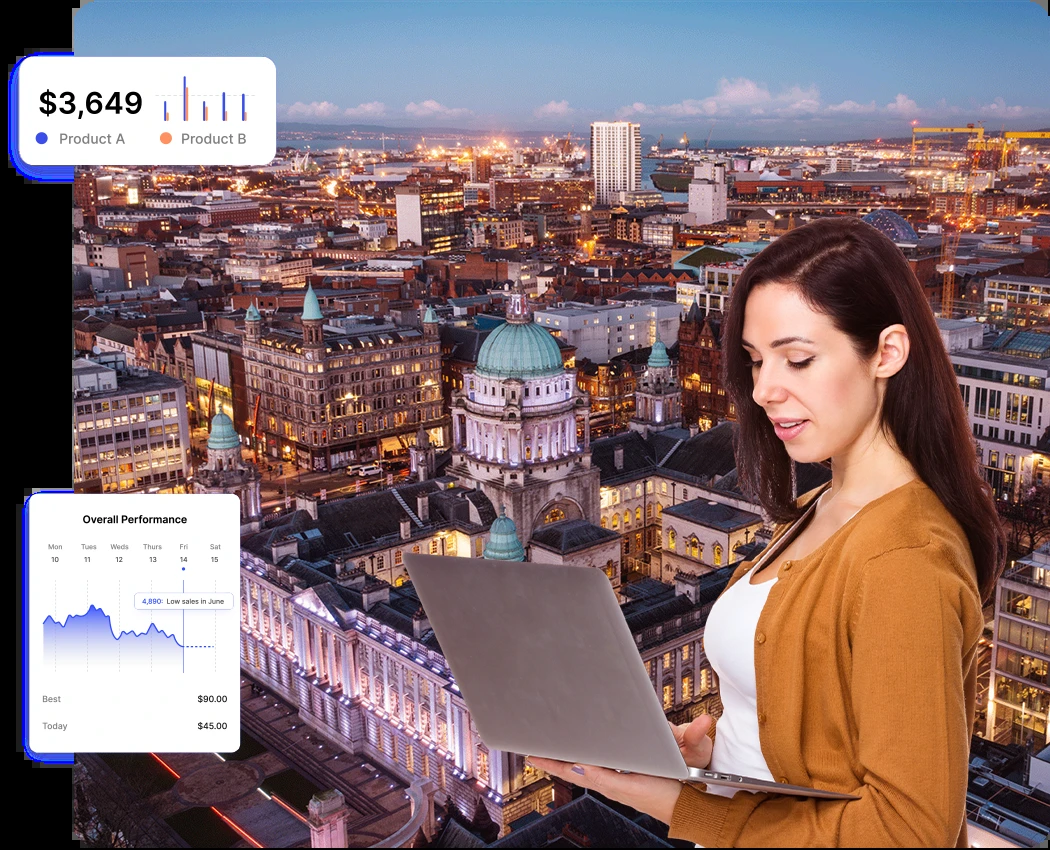 $3,649
Product A Product B
Overall Performance
Mon Tues Weds Thurs Fri Sat
10 11 12 13 14 15
4,890: Low sales in June
Best $90.00
Today $45.00